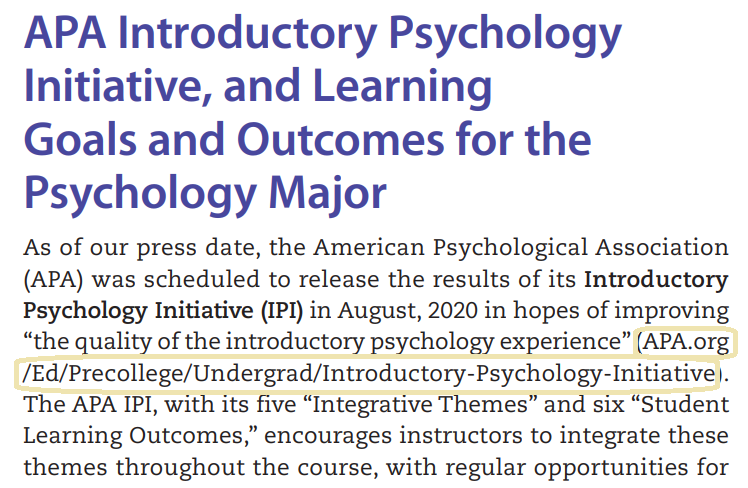 APA Introductory Psychology
Initiative, and Learning
Goals and Outcomes for the
Psychology Major
As of our press date, the American Psychological Association
(APA) was scheduled to release the results of its Introductory
Psychology Initiative (IPI) in August, 2020 in hopes of improving
“the quality of the introductory psychology experience” (APA.org
/Ed/Precollege/Undergrad/Introductory-Psychology-Initiative).
The APA IPI, with its five “Integrative Themes” and six “Student
Learning Outcomes,” encourages instructors to integrate these
themes throughout the course, with regular opportunities for